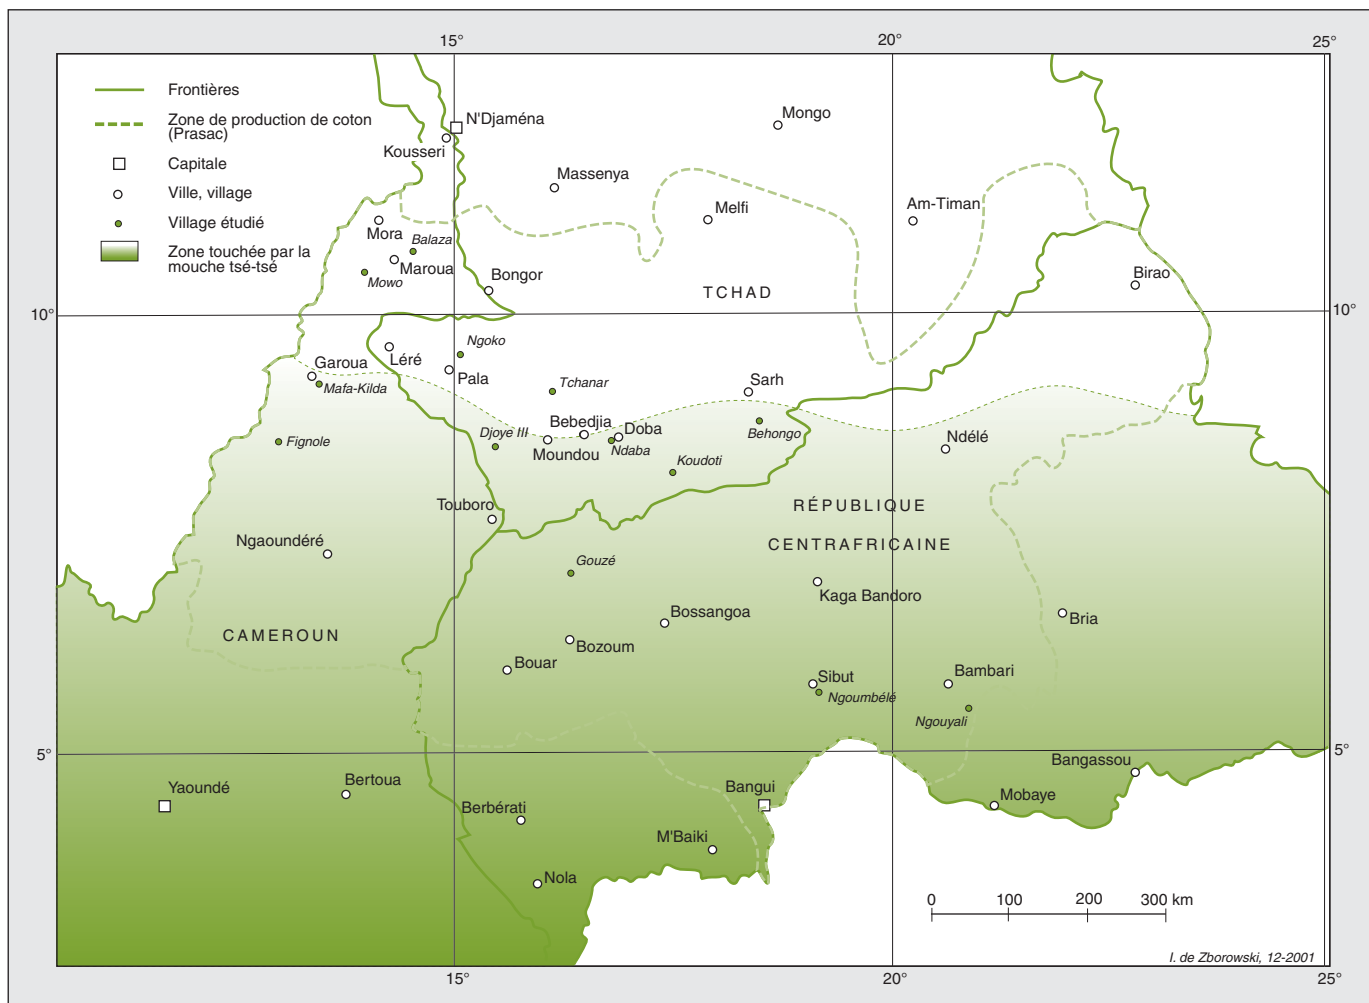 15°
20°
25°
Frontières
Zone de production de coton
(Prasac)
Capitale
Ville, village
Village étudié
Zone touchée par la
mouche tsé-tsé
N'Djaména
Kousseri
Mongo
Massenya
Melfi
Am-Timan
Mora
Balaza
Maroua
Mowo
Bongor
TCHAD
Birao
10°
10°
Ngoko
Léré
Garoua
Pala
Mafa-Kilda
Tchanar
Sarh
Bebedjia
Doba
Behongo
Djoye III
Fignole
Moundou
Ndaba
Ndélé
Koudoti
Touboro
RÉPUBLIQUE
CENTRAFRICAINE
Ngaoundéré
Gouzé
Kaga Bandoro
Bossangoa
Bria
CAMEROUN
Bozoum
Bouar
Sibut
Bambari
Ngoumbélé
Ngouyali
5°
5°
Bangassou
Yaoundé
Bertoua
Bangui
Mobaye
Berbérati
M'Baiki
Nola
0
100
200
300 km
I. de Zborowski, 12-2001
15°
20°
25°